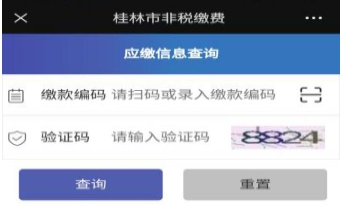 桂林市非税缴费
应缴信息查询
缴款编码 请扫码或录入缴款编码
验证码 请输入验证码 8824
查询 重置